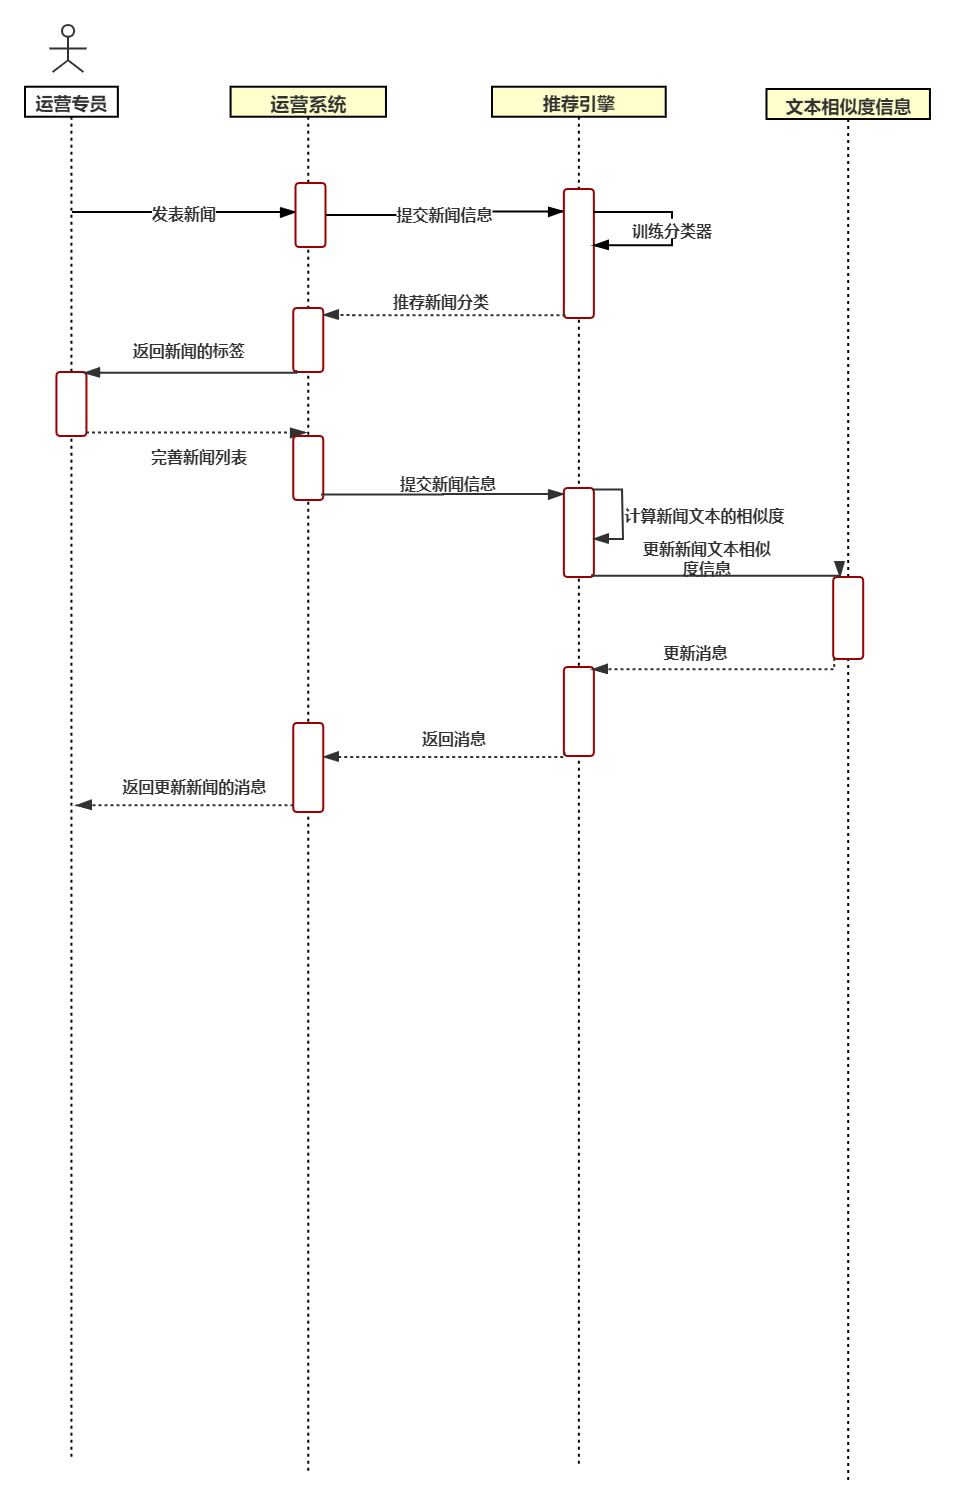 运营专员
运营系统
推荐引擎
文本相似度信息
发表新闻
提交新闻信息
训练分类器
推荐新闻分类
返回新闻的标签
完善新闻列表
提交新闻信息
计算新闻文本的相似度
更新新闻文本相似
度信息
更新消息
返回消息
返回更新新闻的消息